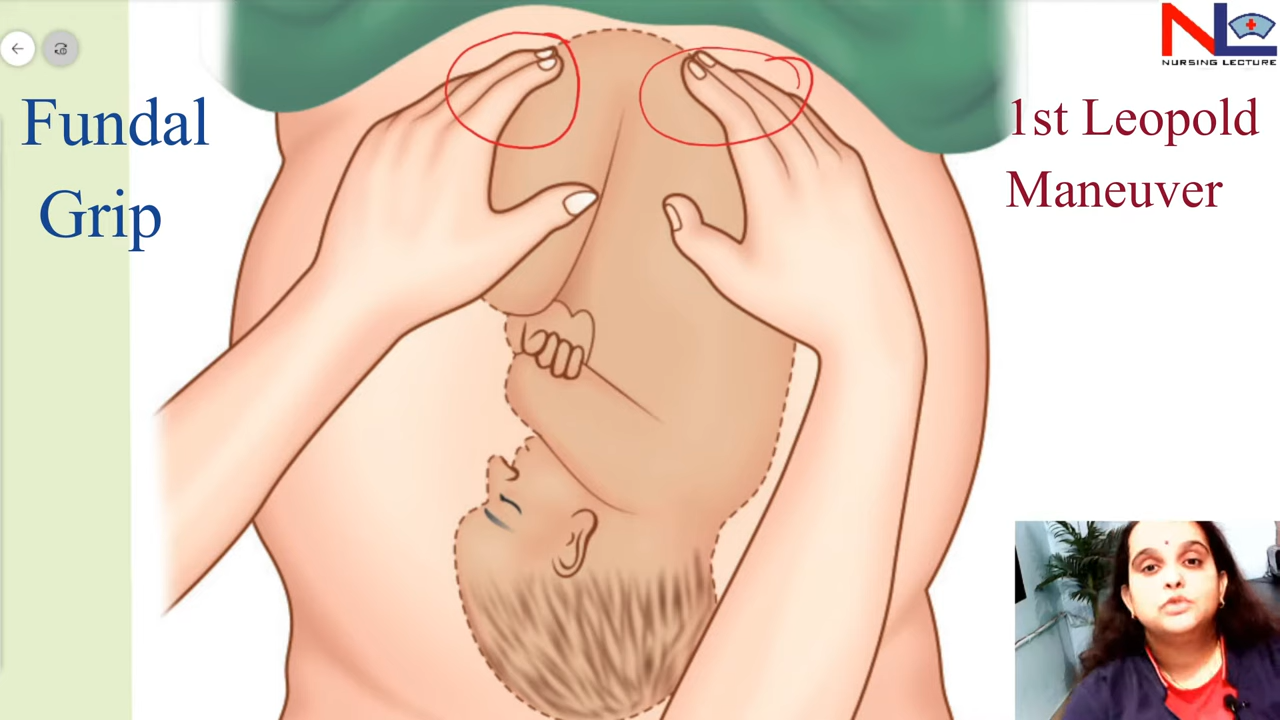 Fundal
Grip
NL
NURSING LECTURE
1st Leopold
Maneuver